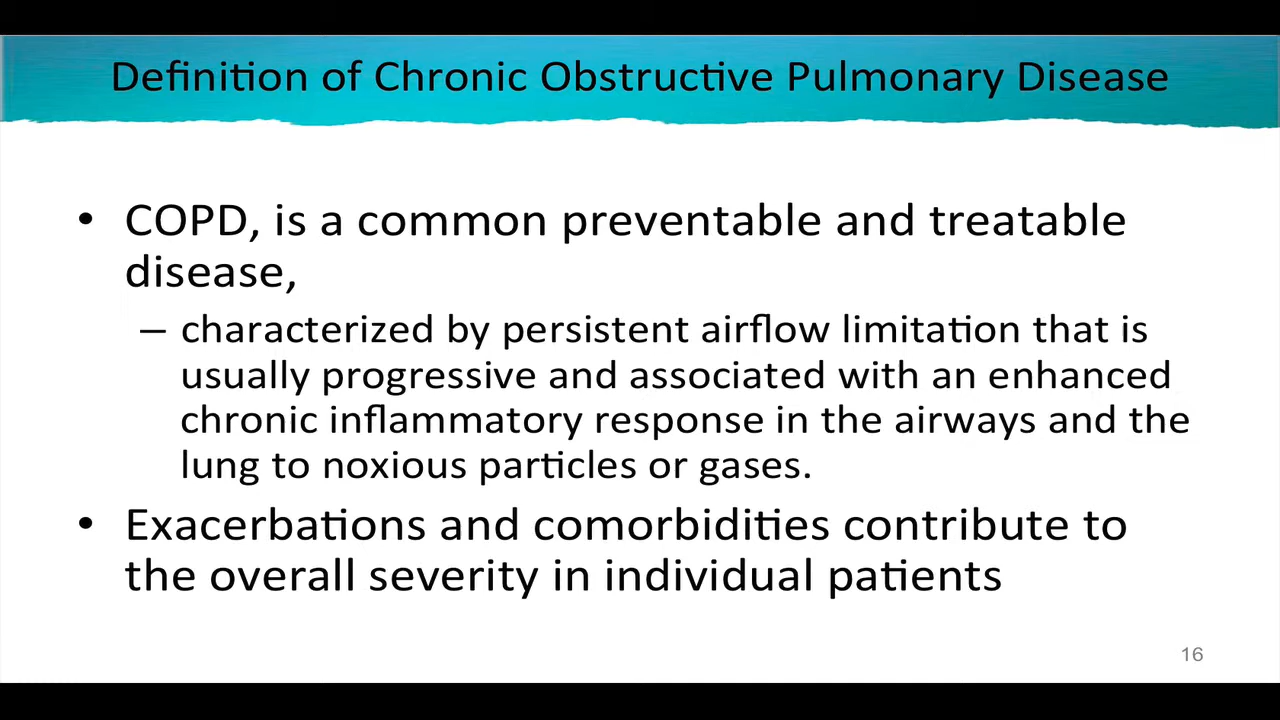 Definition of Chronic Obstructive Pulmonary Disease
• COPD, is a common preventable and treatable
disease,
– characterized by persistent airflow limitation that is
usually progressive and associated with an enhanced
chronic inflammatory response in the airways and the
lung to noxious particles or gases.
• Exacerbations and comorbidities contribute to
the overall severity in individual patients
16